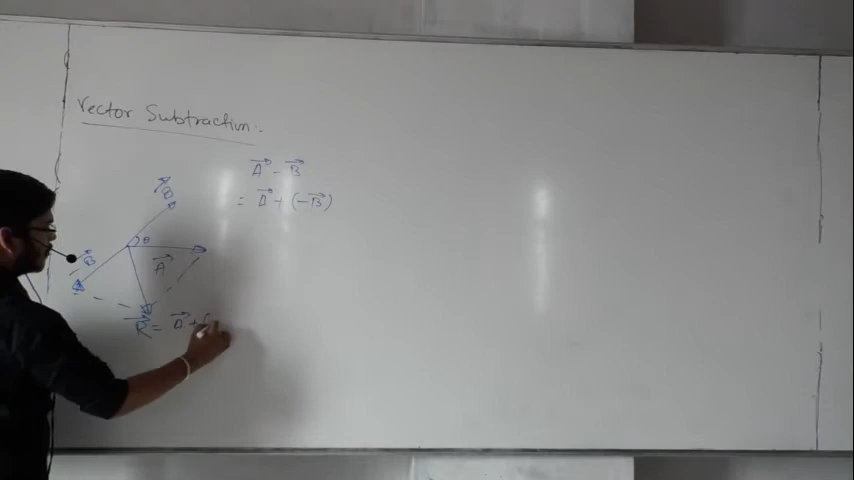 Vector Subtraction:
A⃗ - B⃗
= A⃗ + (-B⃗)
B⃗
θ
A⃗
-B⃗
R⃗ = A⃗ + (